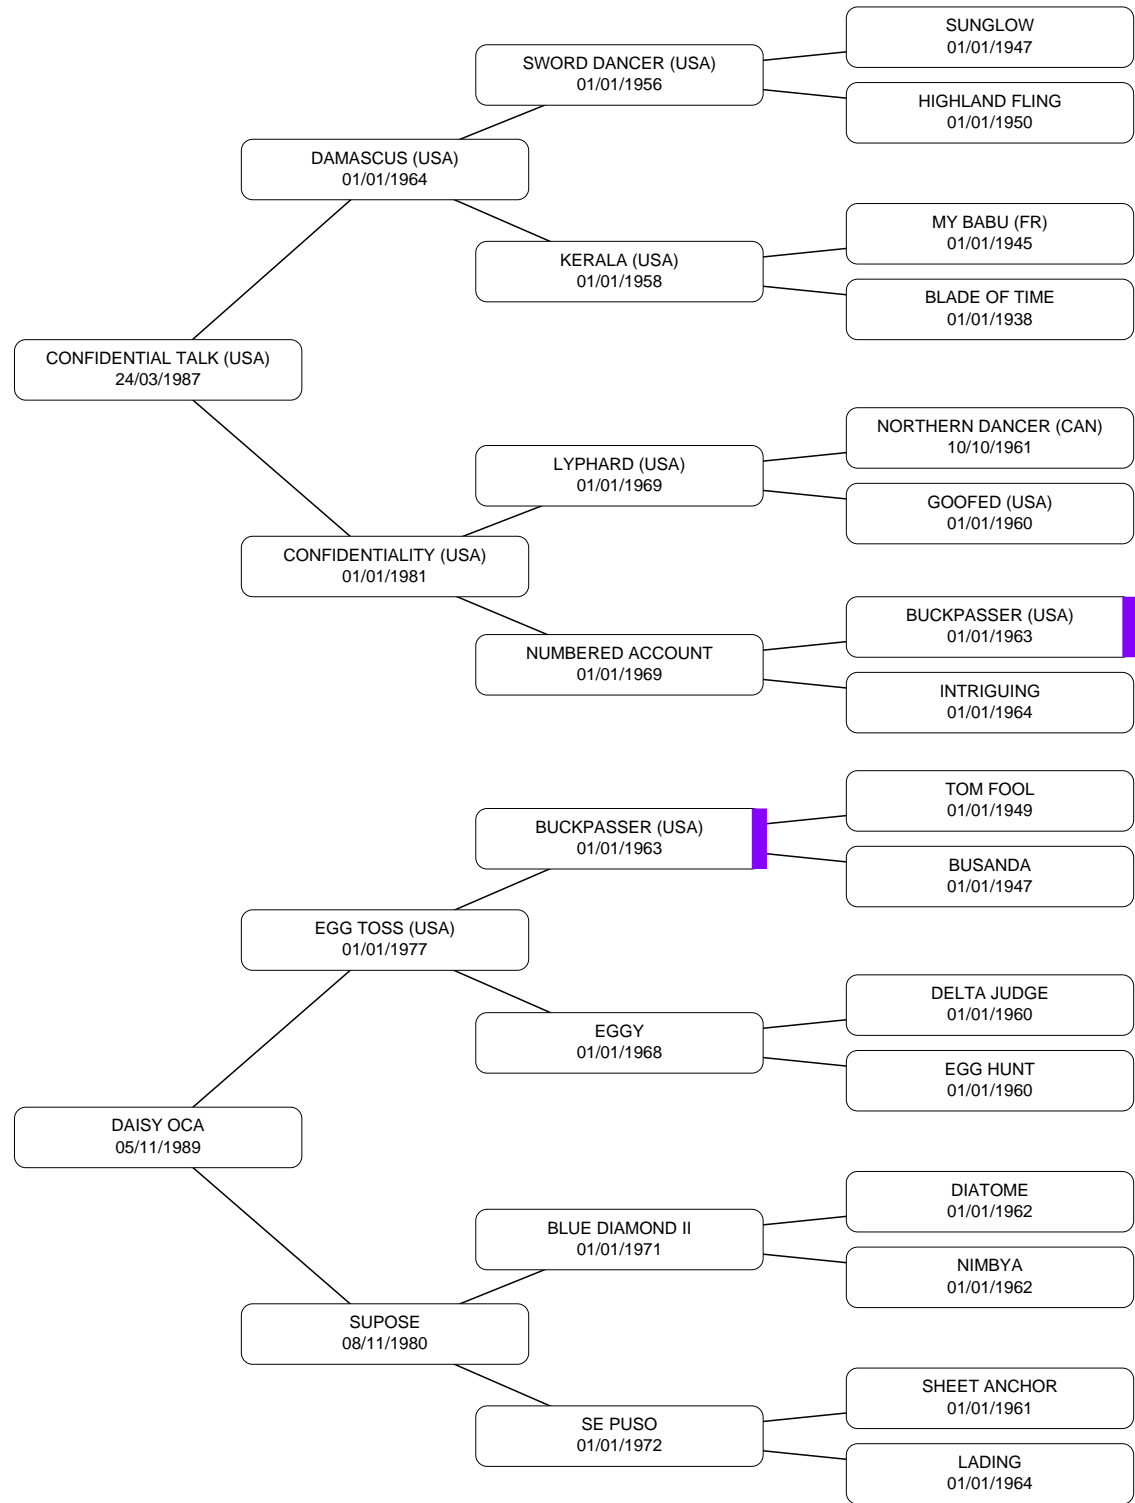 SUNGLOW
01/01/1947
SWORD DANCER (USA)
01/01/1956
HIGHLAND FLING
01/01/1950
DAMASCUS (USA)
01/01/1964
MY BABU (FR)
01/01/1945
KERALA (USA)
01/01/1958
BLADE OF TIME
01/01/1938
CONFIDENTIAL TALK (USA)
24/03/1987
NORTHERN DANCER (CAN)
10/10/1961
LYPHARD (USA)
01/01/1969
GOOFED (USA)
01/01/1960
CONFIDENTIALITY (USA)
01/01/1981
BUCKPASSER (USA)
01/01/1963
NUMBERED ACCOUNT
01/01/1969
INTRIGUING
01/01/1964
TOM FOOL
01/01/1949
BUCKPASSER (USA)
01/01/1963
BUSANDA
01/01/1947
EGG TOSS (USA)
01/01/1977
DELTA JUDGE
01/01/1960
EGGY
01/01/1968
EGG HUNT
01/01/1960
DAISY OCA
05/11/1989
DIATOME
01/01/1962
BLUE DIAMOND II
01/01/1971
NIMBYA
01/01/1962
SUPOSE
08/11/1980
SHEET ANCHOR
01/01/1961
SE PUSO
01/01/1972
LADING
01/01/1964